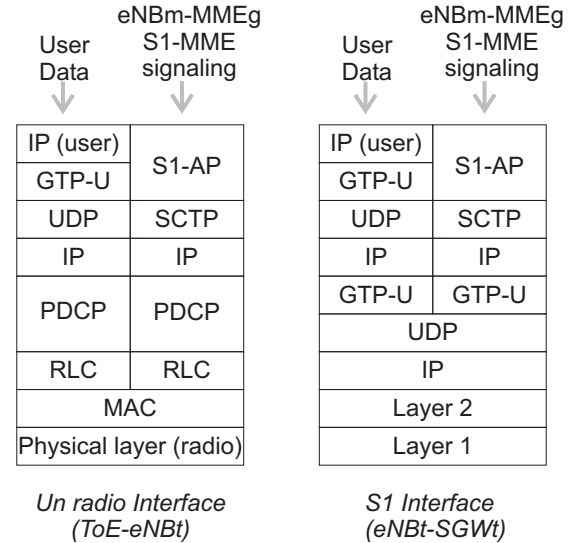 User
Data
eNBm-MMEg
S1-MME
signaling
IP (user)
GTP-U
S1-AP
UDP
SCTP
IP
IP
PDCP
PDCP
RLC
RLC
MAC
Physical layer (radio)
Un radio Interface
(ToE-eNBt)
User
Data
eNBm-MMEg
S1-MME
signaling
IP (user)
GTP-U
S1-AP
UDP
SCTP
IP
IP
GTP-U
GTP-U
UDP
IP
Layer 2
Layer 1
S1 Interface
(eNBt-SGWt)